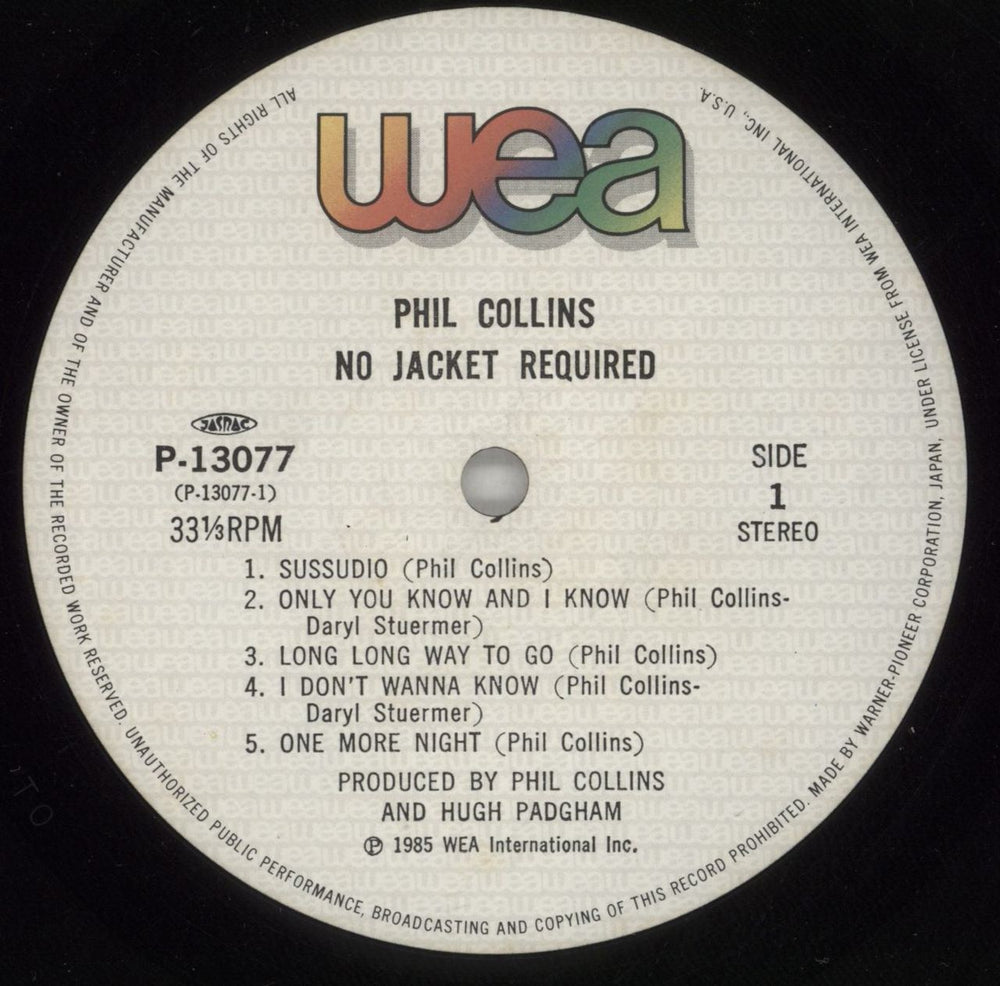 wea
PHIL COLLINS
NO JACKET REQUIRED
JASRAC
P-13077
(P-13077-1)
33⅓RPM
SIDE
1
STEREO
1. SUSSUDIO (Phil Collins)
2. ONLY YOU KNOW AND I KNOW (Phil Collins-
Daryl Stuermer)
3. LONG LONG WAY TO GO (Phil Collins)
4. I DON'T WANNA KNOW (Phil Collins-
Daryl Stuermer)
5. ONE MORE NIGHT (Phil Collins)
PRODUCED BY PHIL COLLINS
AND HUGH PADGHAM
℗ 1985 WEA International Inc.
ALL RIGHTS OF THE MANUFACTURER AND OF THE OWNER OF THE RECORDED WORK RESERVED. UNAUTHORIZED PUBLIC PERFORMANCE, BROADCASTING AND COPYING OF THIS RECORD PROHIBITED. MADE BY WARNER-PIONEER CORPORATION, JAPAN, UNDER LICENSE FROM WEA INTERNATIONAL INC., U.S.A.